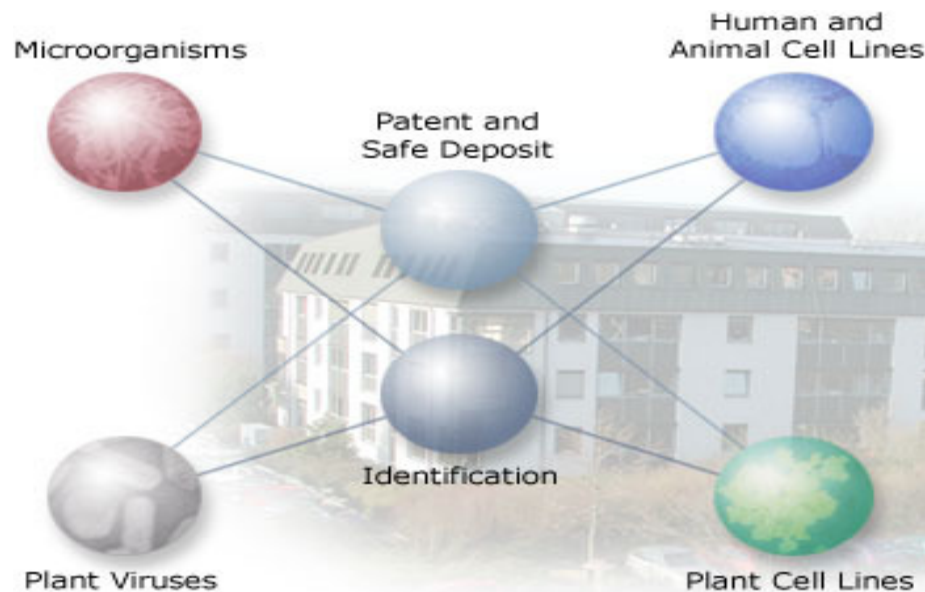 Microorganisms
Human and
Animal Cell Lines
Patent and
Safe Deposit
Identification
Plant Viruses
Plant Cell Lines